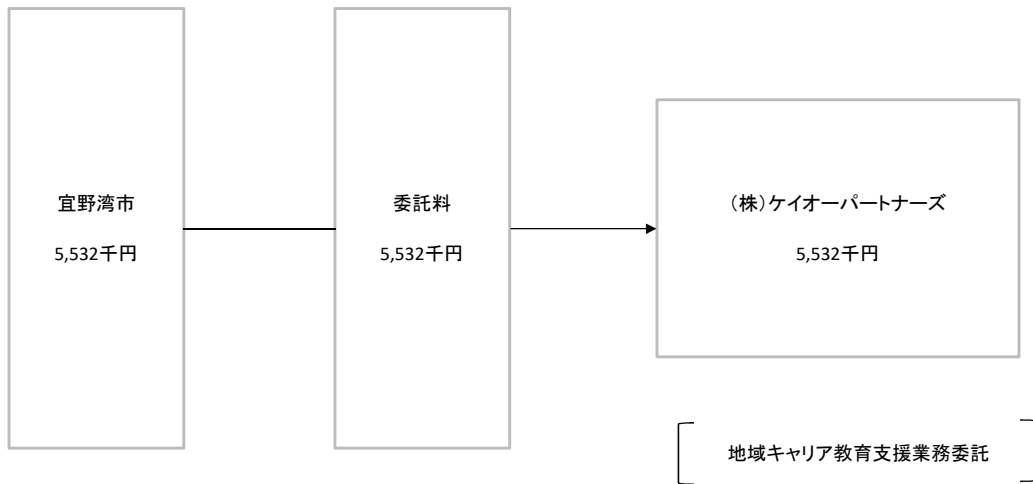 宜野湾市
5,532千円
委託料
5,532千円
(株)ケイオーパートナーズ
5,532千円
地域キャリア教育支援業務委託